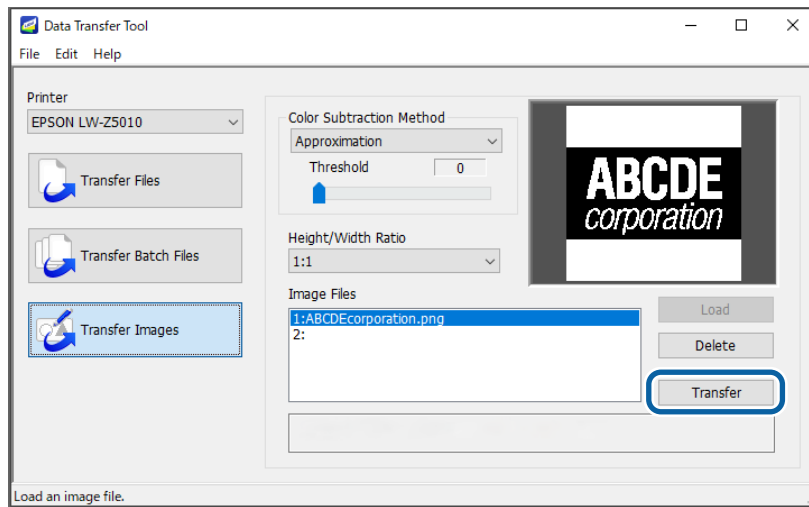 Data Transfer Tool
File Edit Help
Printer
EPSON LW-Z5010
Transfer Files
Transfer Batch Files
Transfer Images
Color Subtraction Method
Approximation
Threshold 0
Height/Width Ratio
1:1
Image Files
1:ABCDEcorporation.png
2:
ABCDE
corporation
Load
Delete
Transfer
Load an image file.